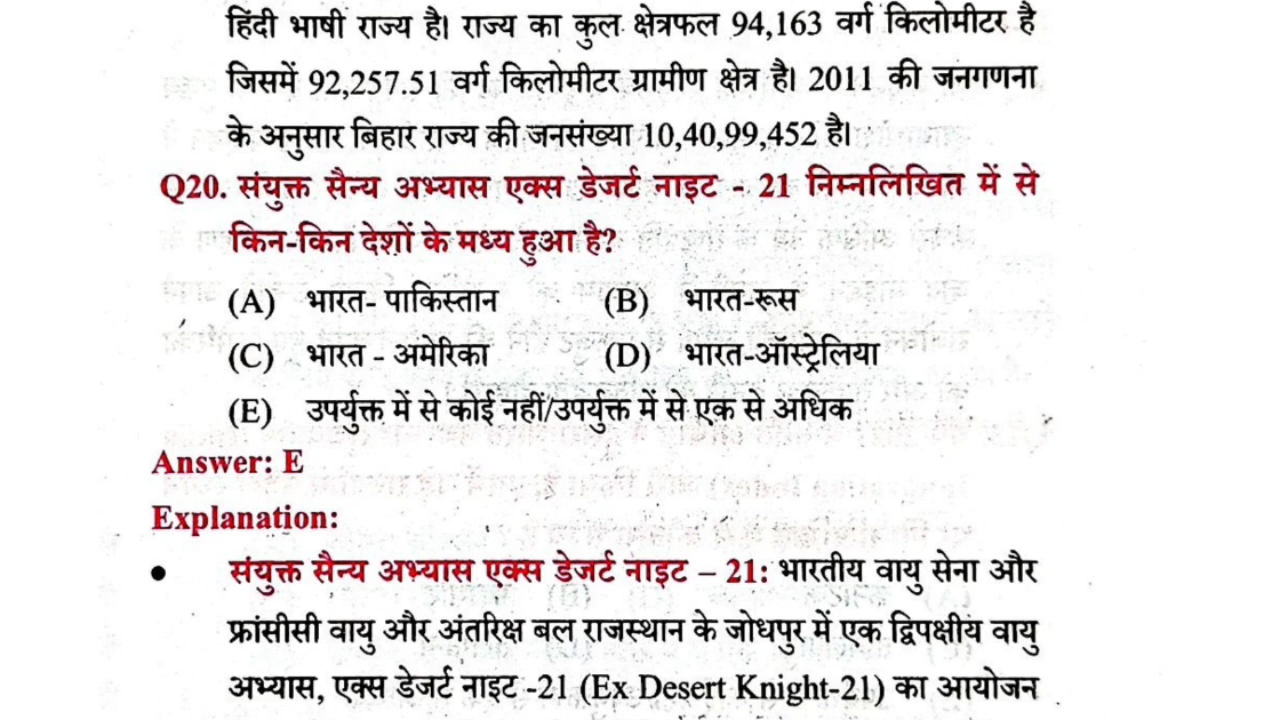 हिंदी भाषी राज्य है। राज्य का कुल क्षेत्रफल 94,163 वर्ग किलोमीटर है
जिसमें 92,257.51 वर्ग किलोमीटर ग्रामीण क्षेत्र है। 2011 की जनगणना
के अनुसार बिहार राज्य की जनसंख्या 10,40,99,452 है।
Q20. संयुक्त सैन्य अभ्यास एक्स डेजर्ट नाइट - 21 निम्नलिखित में से
किन-किन देशों के मध्य हुआ है?
(A) भारत- पाकिस्तान (B) भारत-रूस
(C) भारत - अमेरिका (D) भारत-ऑस्ट्रेलिया
(E) उपर्युक्त में से कोई नहीं/उपर्युक्त में से एक से अधिक
Answer: E
Explanation:
• संयुक्त सैन्य अभ्यास एक्स डेजर्ट नाइट – 21: भारतीय वायु सेना और
फ्रांसीसी वायु और अंतरिक्ष बल राजस्थान के जोधपुर में एक द्विपक्षीय वायु
अभ्यास, एक्स डेजर्ट नाइट -21 (Ex Desert Knight-21) का आयोजन